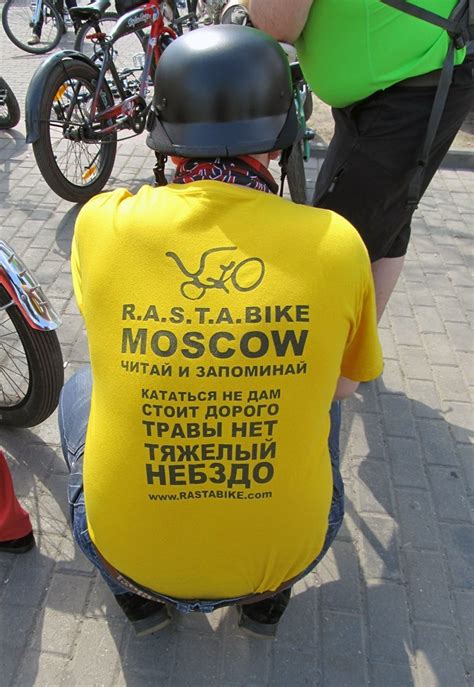 R.A.S.T.A.BIKE
MOSCOW
ЧИТАЙ И ЗАПОМИНАЙ
КАТАТЬСЯ НЕ ДАМ
СТОИТ ДОРОГО
ТРАВЫ НЕТ
ТЯЖЕЛЫЙ
НЕБЗДО
www.RASTABIKE.com